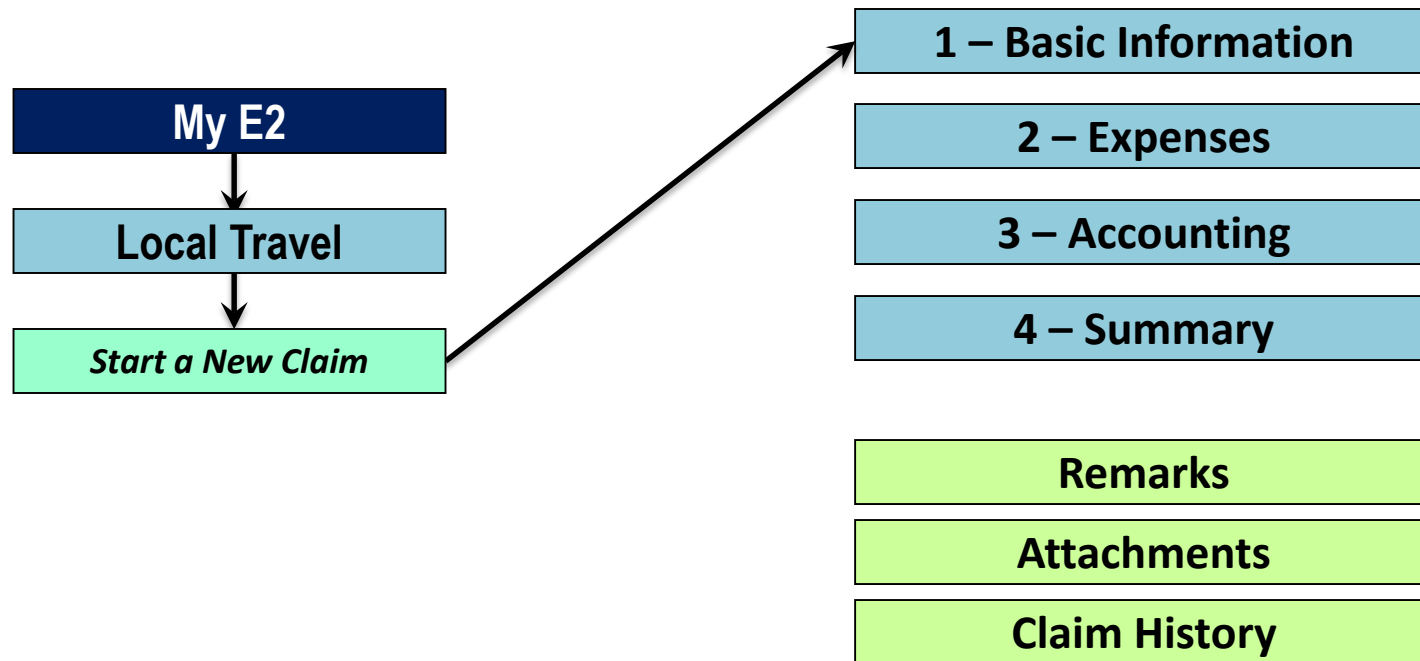 My E2
Local Travel
Start a New Claim
1 – Basic Information
2 – Expenses
3 – Accounting
4 – Summary
Remarks
Attachments
Claim History